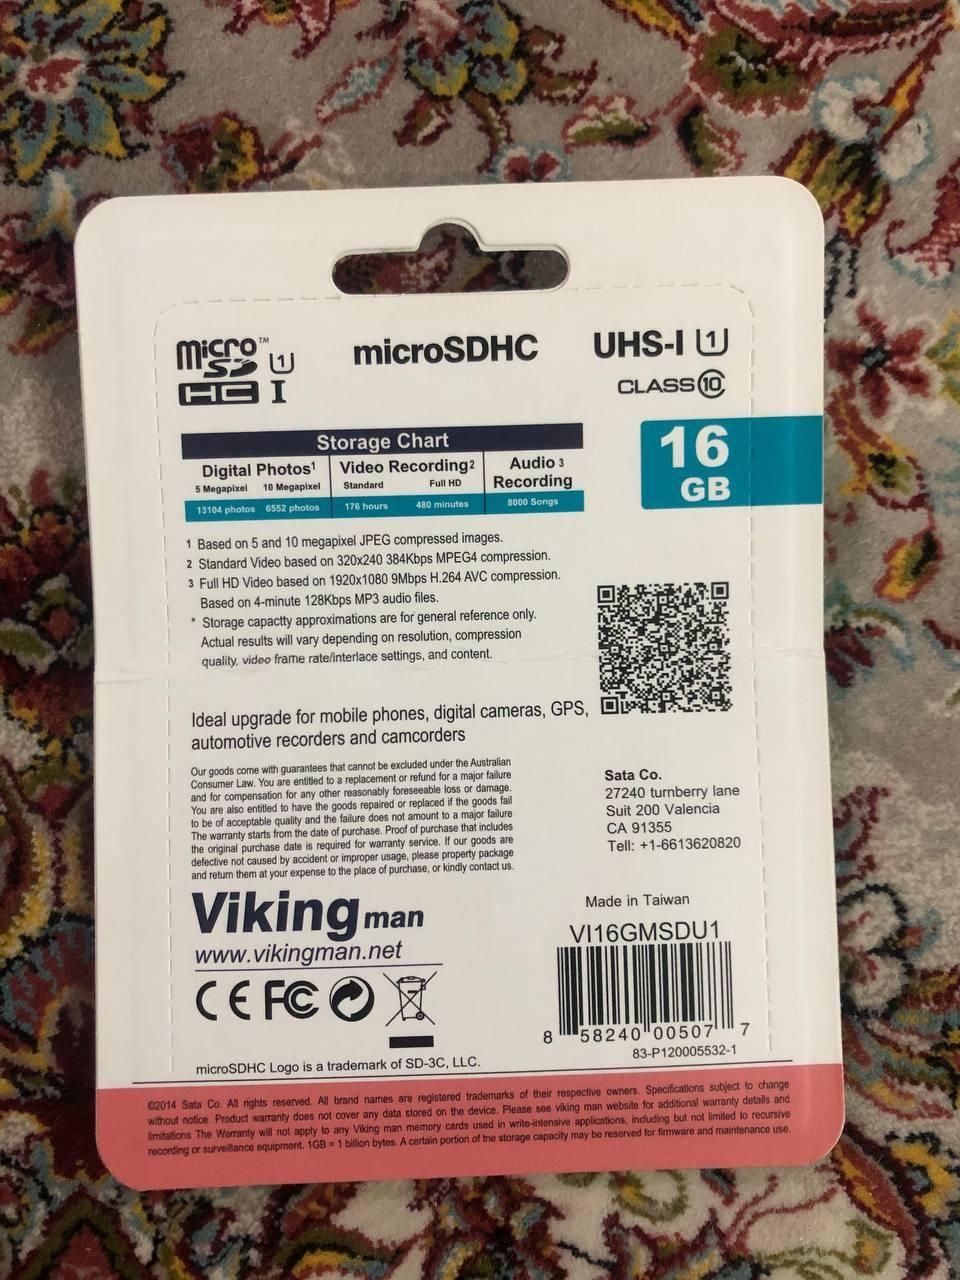 Micro SD™ U1
HC I
microSDHC
UHS-I U1
CLASS 10
Storage Chart
Digital Photos1 Video Recording2 Audio 3
5 Megapixel 10 Megapixel Standard Full HD Recording
13104 photos 6552 photos 176 hours 480 minutes 8000 Songs
16
GB
1 Based on 5 and 10 megapixel JPEG compressed images.
2 Standard Video based on 320x240 384Kbps MPEG4 compression.
3 Full HD Video based on 1920x1080 9Mbps H.264 AVC compression.
Based on 4-minute 128Kbps MP3 audio files.
* Storage capactty approximations are for general reference only.
Actual results will vary depending on resolution, compression
quality, video frame rate/interlace settings, and content.
Ideal upgrade for mobile phones, digital cameras, GPS,
automotive recorders and camcorders
Our goods come with guarantees that cannot be excluded under the Australian
Consumer Law. You are entitled to a replacement or refund for a major failure
and for compensation for any other reasonably foreseeable loss or damage.
You are also entitled to have the goods repaired or replaced if the goods fail
to be of acceptable quality and the failure does not amount to a major failure
The warranty starts from the date of purchase. Proof of purchase that includes
the original purchase date is required for warranty service. If our goods are
defective not caused by accident or improper usage, please property package
and return them at your expense to the place of purchase, or kindly contact us.
Sata Co.
27240 turnberry lane
Suit 200 Valencia
CA 91355
Tell: +1-6613620820
Viking man
www.vikingman.net
CE FC
Made in Taiwan
VI16GMSDU1
8 58240 00507 7
83-P120005532-1
microSDHC Logo is a trademark of SD-3C, LLC.
©2014 Sata Co. All rights reserved. All brand names are registered trademarks of their respective owners. Specifications subject to change
without notice. Product warranty does not cover any data stored on the device. Please see viking man website for additional warranty details and
limitations The Warranty will not apply to any Viking man memory cards used in write-intensive applications, including but not limited to recursive
recording or surveillance equipment. 1GB = 1 billion bytes. A certain portion of the storage capacity may be reserved for firmware and maintenance use.